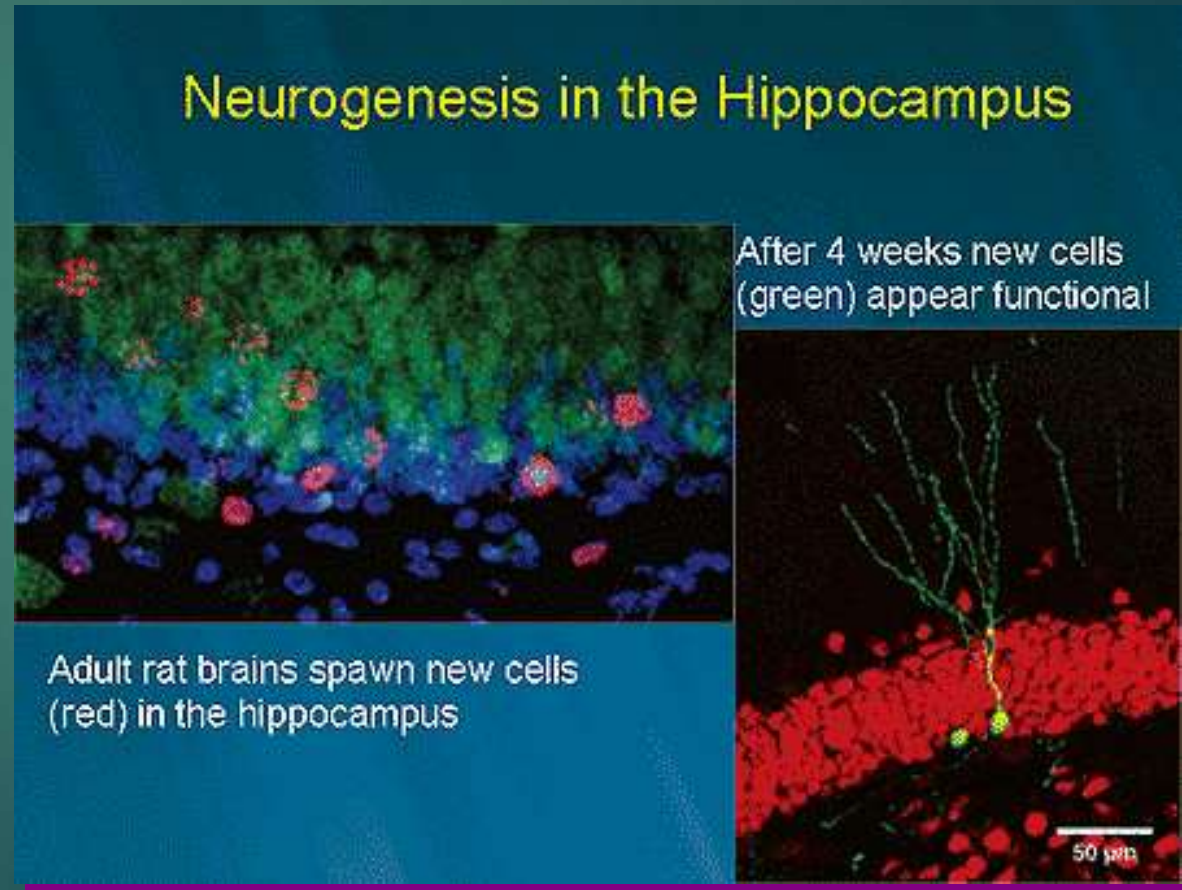 Neurogenesis in the Hippocampus
After 4 weeks new cells
(green) appear functional
Adult rat brains spawn new cells
(red) in the hippocampus
50 µm